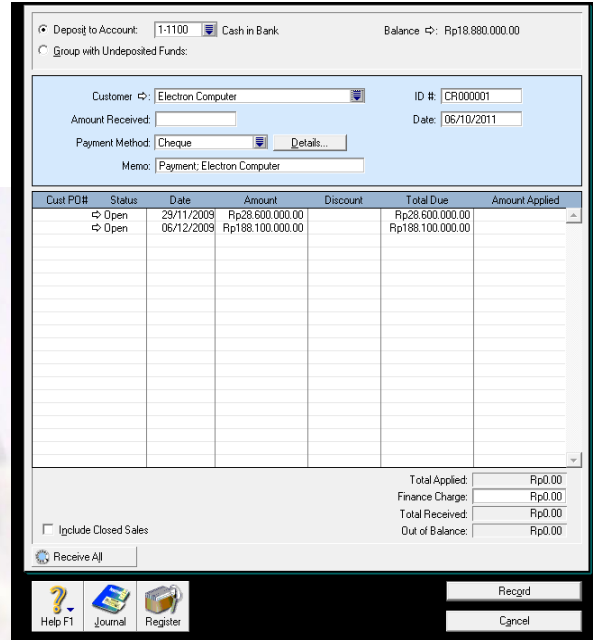 Deposit to Account: 1-1100 Cash in Bank Balance ⇨: Rp18.880.000.00
Group with Undeposited Funds:
Customer ⇨: Electron Computer ID #: CR000001
Amount Received: Date: 06/10/2011
Payment Method: Cheque Details...
Memo: Payment; Electron Computer
Cust PO# Status Date Amount Discount Total Due Amount Applied
⇨ Open 29/11/2009 Rp28.600.000.00 Rp28.600.000.00
⇨ Open 06/12/2009 Rp188.100.000.00 Rp188.100.000.00
Total Applied: Rp0.00
Finance Charge: Rp0.00
Total Received: Rp0.00
Include Closed Sales Out of Balance: Rp0.00
Receive All
Help F1 Journal Register
Record
Cancel